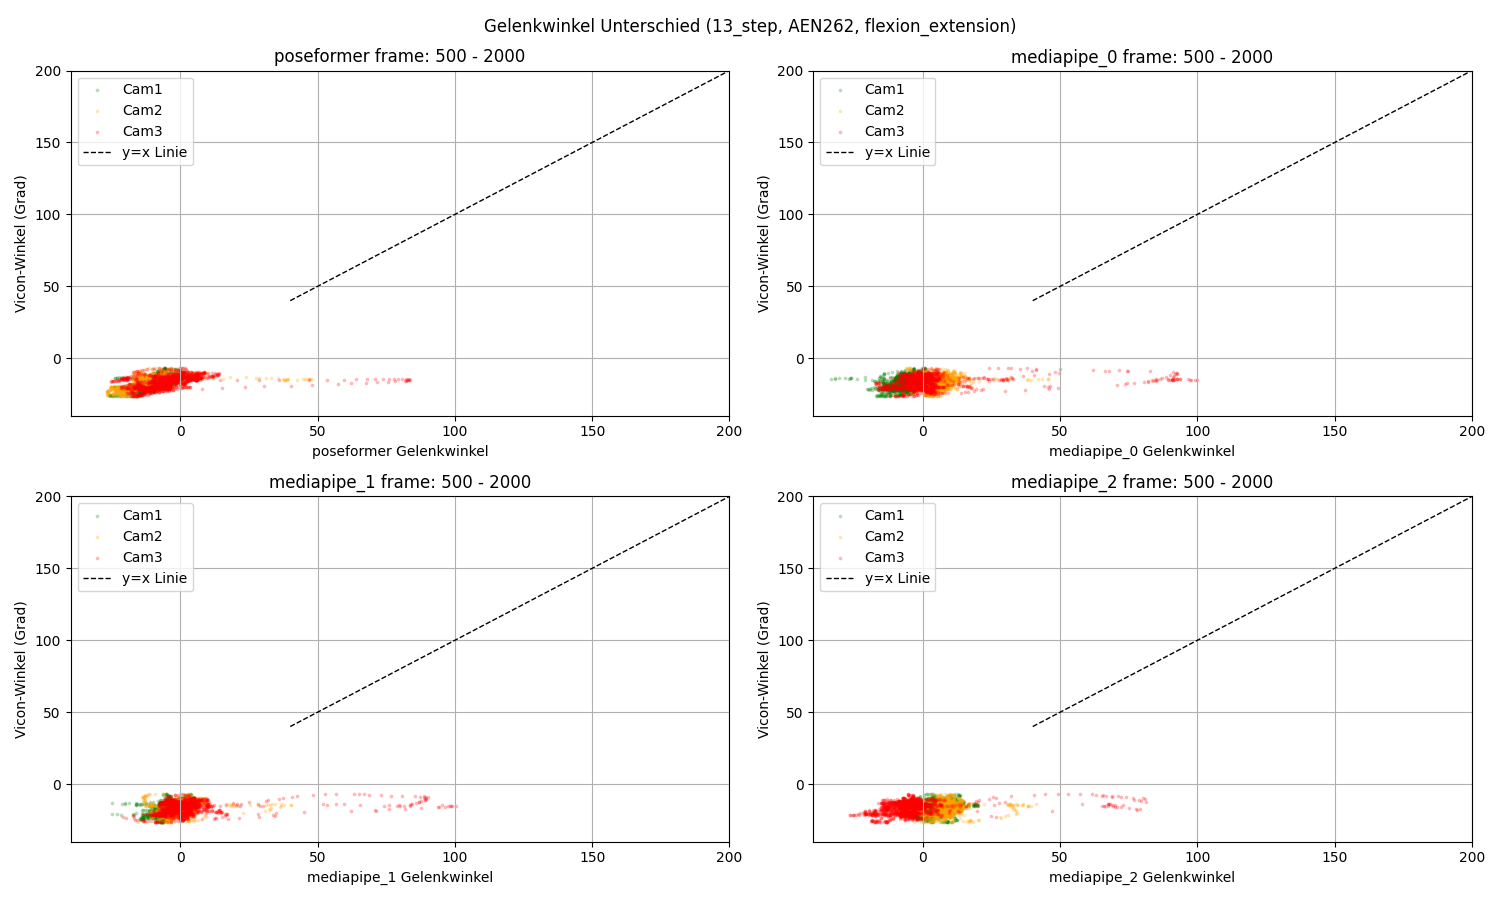 Gelenkwinkel Unterschied (13_step, AEN262, flexion_extension)
poseformer frame: 500 - 2000
200
150
100
50
0
Vicon-Winkel (Grad)
Cam1
Cam2
Cam3
y=x Linie
0 50 100 150 200
poseformer Gelenkwinkel
mediapipe_0 frame: 500 - 2000
200
150
100
50
0
Vicon-Winkel (Grad)
Cam1
Cam2
Cam3
y=x Linie
0 50 100 150 200
mediapipe_0 Gelenkwinkel
mediapipe_1 frame: 500 - 2000
200
150
100
50
0
Vicon-Winkel (Grad)
Cam1
Cam2
Cam3
y=x Linie
0 50 100 150 200
mediapipe_1 Gelenkwinkel
mediapipe_2 frame: 500 - 2000
200
150
100
50
0
Vicon-Winkel (Grad)
Cam1
Cam2
Cam3
y=x Linie
0 50 100 150 200
mediapipe_2 Gelenkwinkel